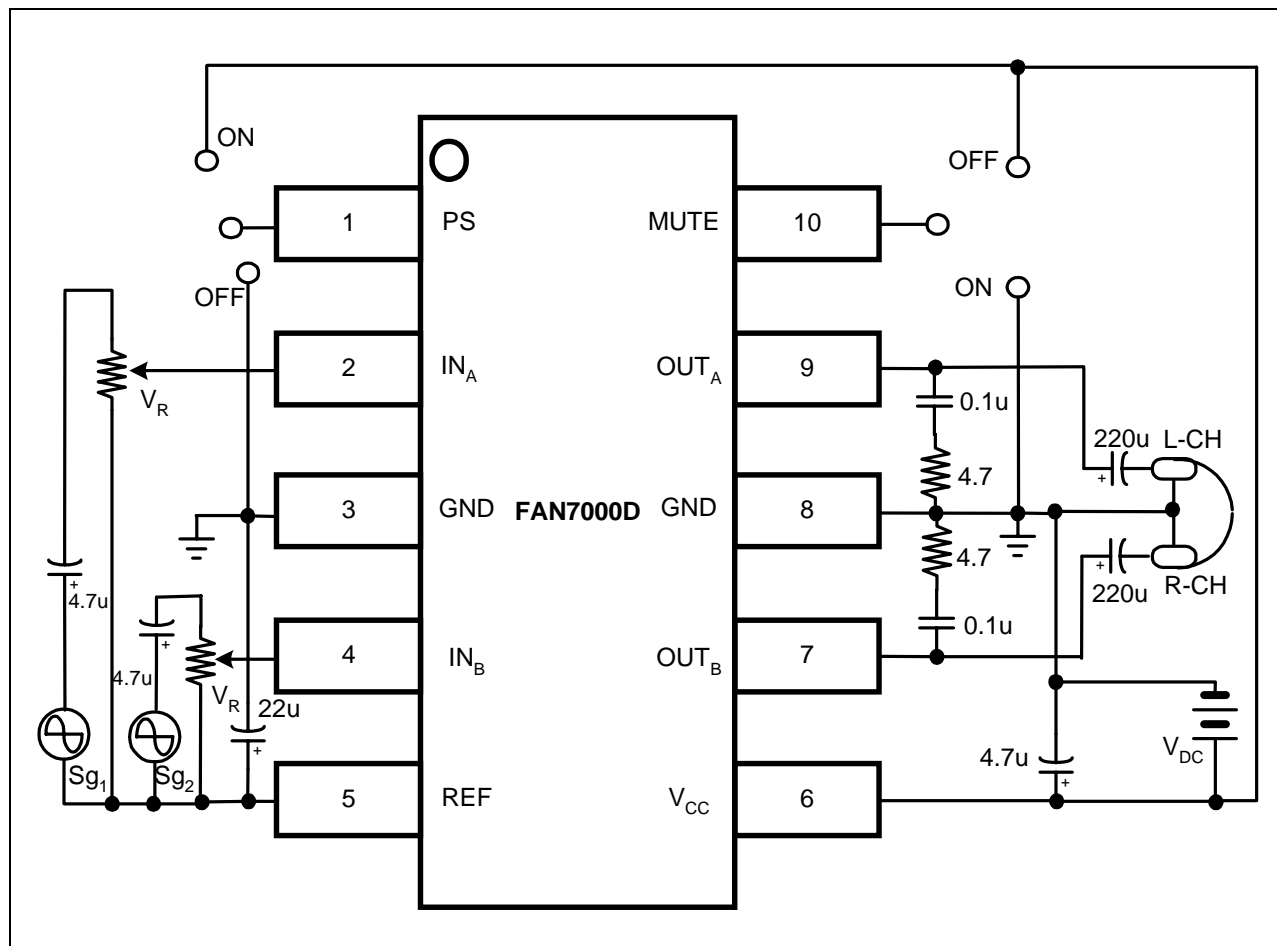 ON
OFF
1
PS
MUTE
10
OFF
ON
2
IN_A
OUT_A
9
V_R
0.1u
220u
+
L-CH
4.7
3
GND
FAN7000D
GND
8
4.7
+
220u
R-CH
+
4.7u
0.1u
4
IN_B
OUT_B
7
+
4.7u
V_R
22u
+
Sg_1
Sg_2
V_DC
4.7u
+
5
REF
V_CC
6